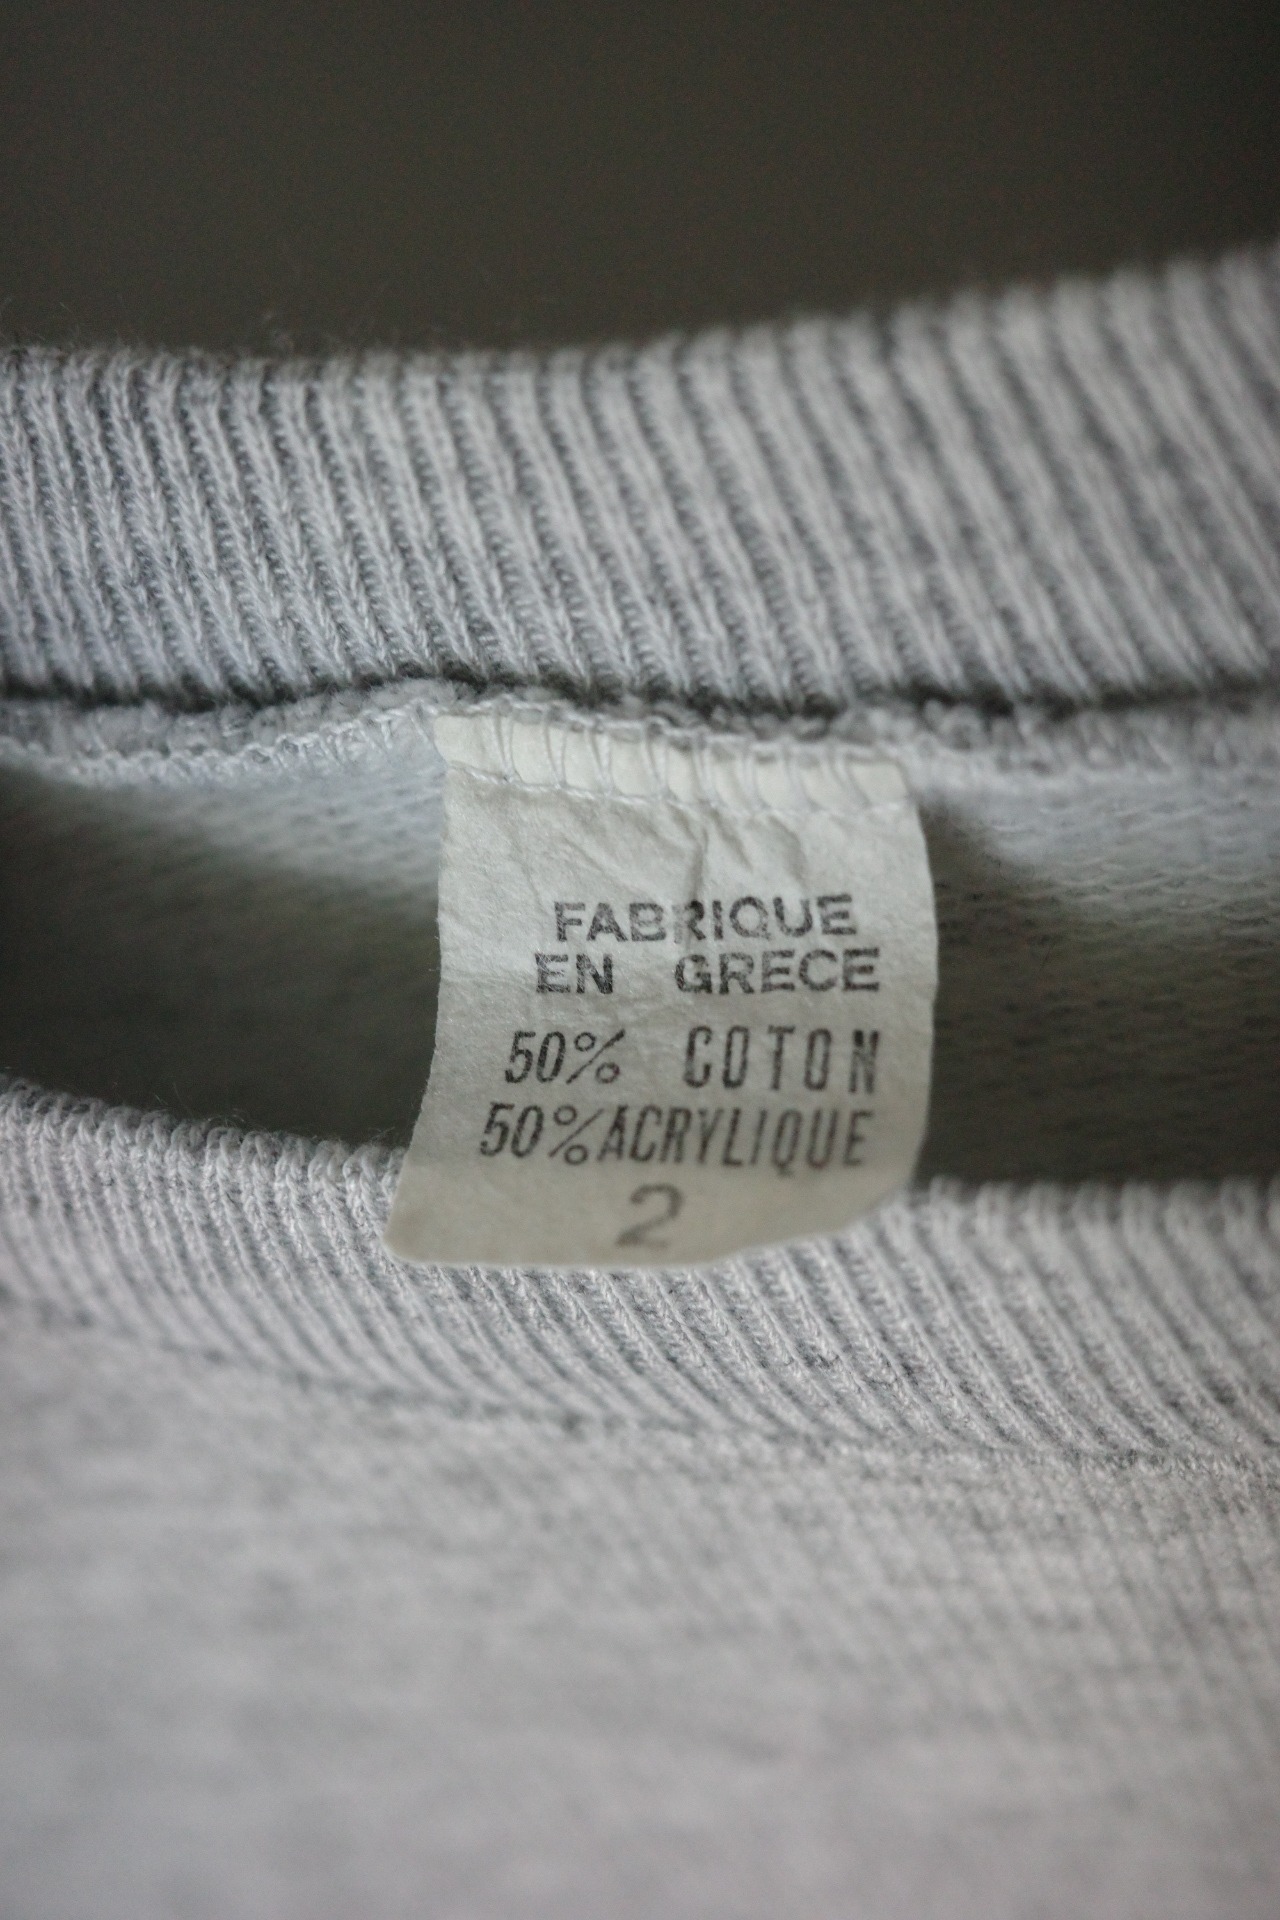 FABRIQUE
EN GRECE
50% COTON
50% ACRYLIQUE
2